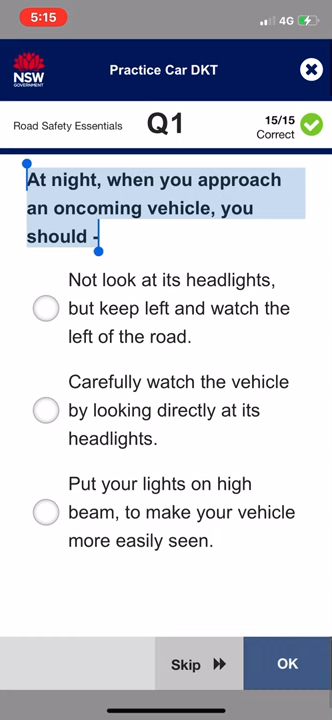 5:15
4G
NSW
GOVERNMENT
Practice Car DKT
Road Safety Essentials
Q1
15/15
Correct
At night, when you approach
an oncoming vehicle, you
should -
Not look at its headlights,
but keep left and watch the
left of the road.
Carefully watch the vehicle
by looking directly at its
headlights.
Put your lights on high
beam, to make your vehicle
more easily seen.
Skip
OK